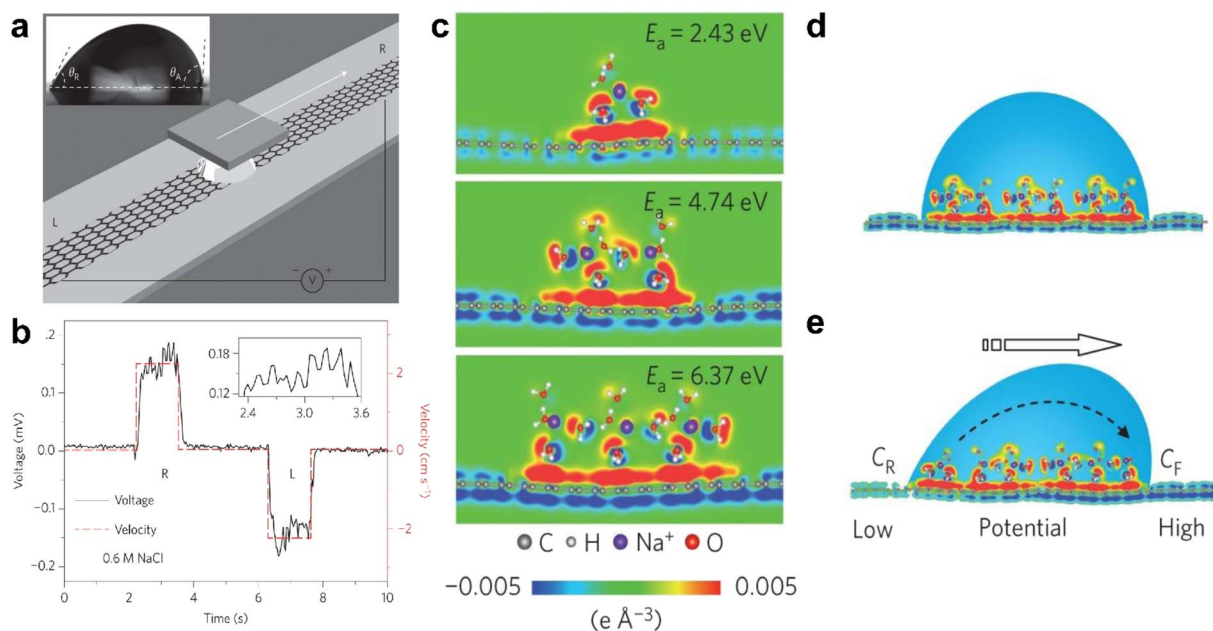 a
θR
θA
R
L
− V +
b
Voltage (mV)
.2
0.1
0.0
−0.1
−0.2
0.18
0.12
2.4 3.0 3.6
R
L
Voltage
Velocity
0.6 M NaCl
2
0
−2
Velocity (cm s⁻¹)
0 2 4 6 8 10
Time (s)
c
Ea = 2.43 eV
Ea = 4.74 eV
Ea = 6.37 eV
C H Na⁺ O
−0.005 0.005
(e Å⁻³)
d
e
CR CF
Low Potential High